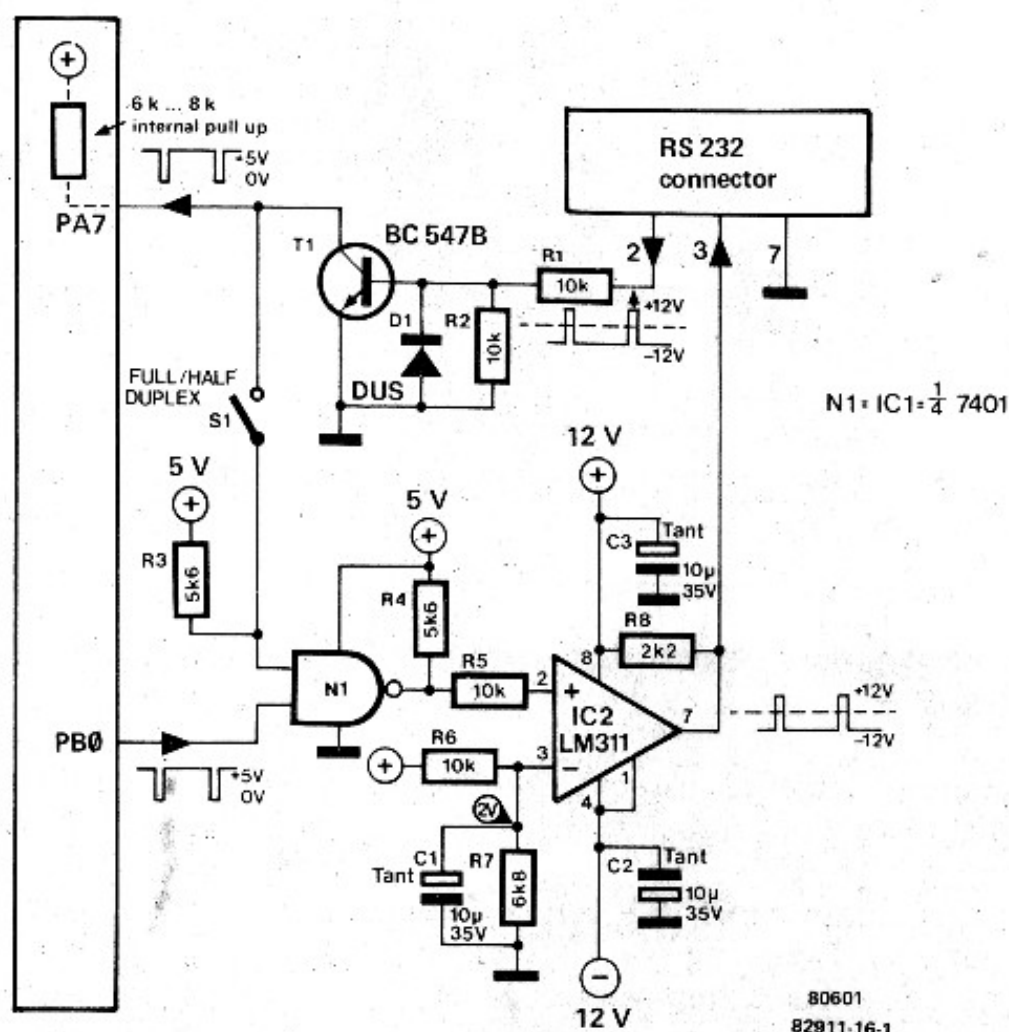 6 k ... 8 k
internal pull up
+5V
0V
PA7
RS 232
connector
BC 547B
T1
2
3
7
R1
10k
+12V
-12V
D1
R2
10k
DUS
FULL/HALF
DUPLEX
S1
N1 = IC1 = 1/4 7401
5 V
R3
5k6
5 V
R4
5k6
12 V
C3
Tant
10µ
35V
R8
2k2
8
N1
R5
10k
2
+
IC2
LM311
7
+12V
-12V
PBØ
+5V
0V
R6
10k
3
-
4
1
2V
C1
Tant
10µ
35V
R7
6k8
C2
Tant
10µ
35V
12 V
80601
82911-16-1